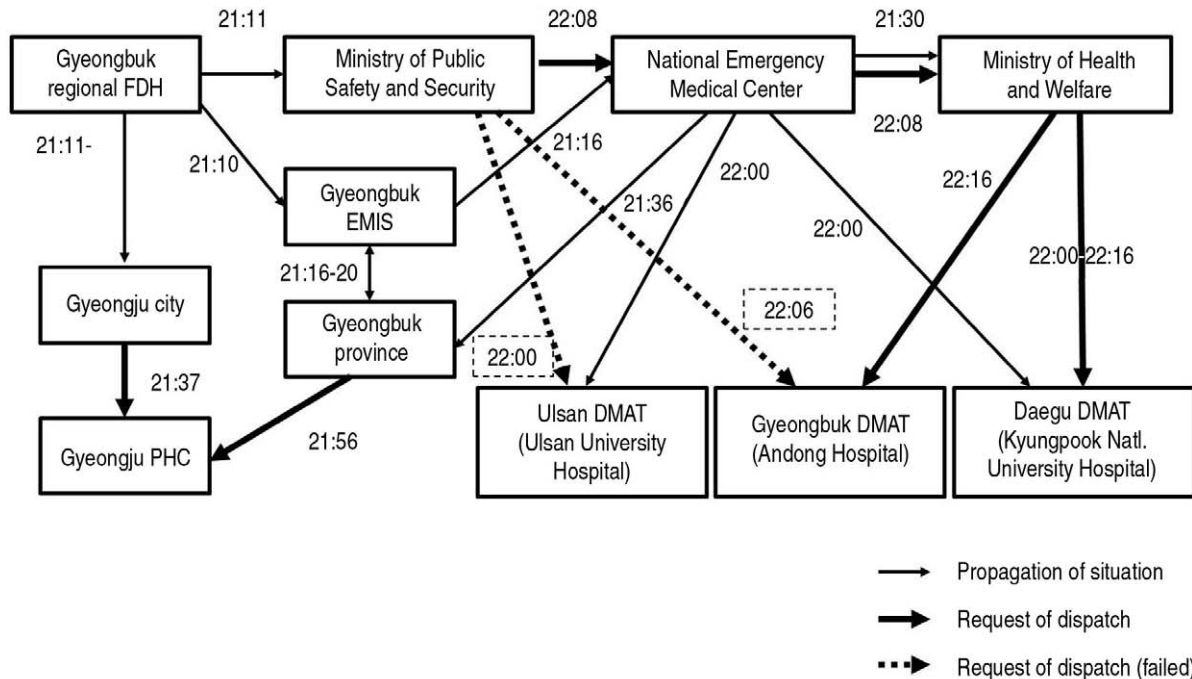 21:11
22:08
21:30
Gyeongbuk
regional FDH
Ministry of Public
Safety and Security
National Emergency
Medical Center
Ministry of Health
and Welfare
22:08
21:11-
21:10
21:16
22:00
22:16
Gyeongbuk
EMIS
21:36
22:00
22:00-22:16
21:16-20
Gyeongju city
Gyeongbuk
province
22:06
22:00
21:37
21:56
Gyeongju PHC
Ulsan DMAT
(Ulsan University
Hospital)
Gyeongbuk DMAT
(Andong Hospital)
Daegu DMAT
(Kyungpook Natl.
University Hospital)
Propagation of situation
Request of dispatch
Request of dispatch (failed)